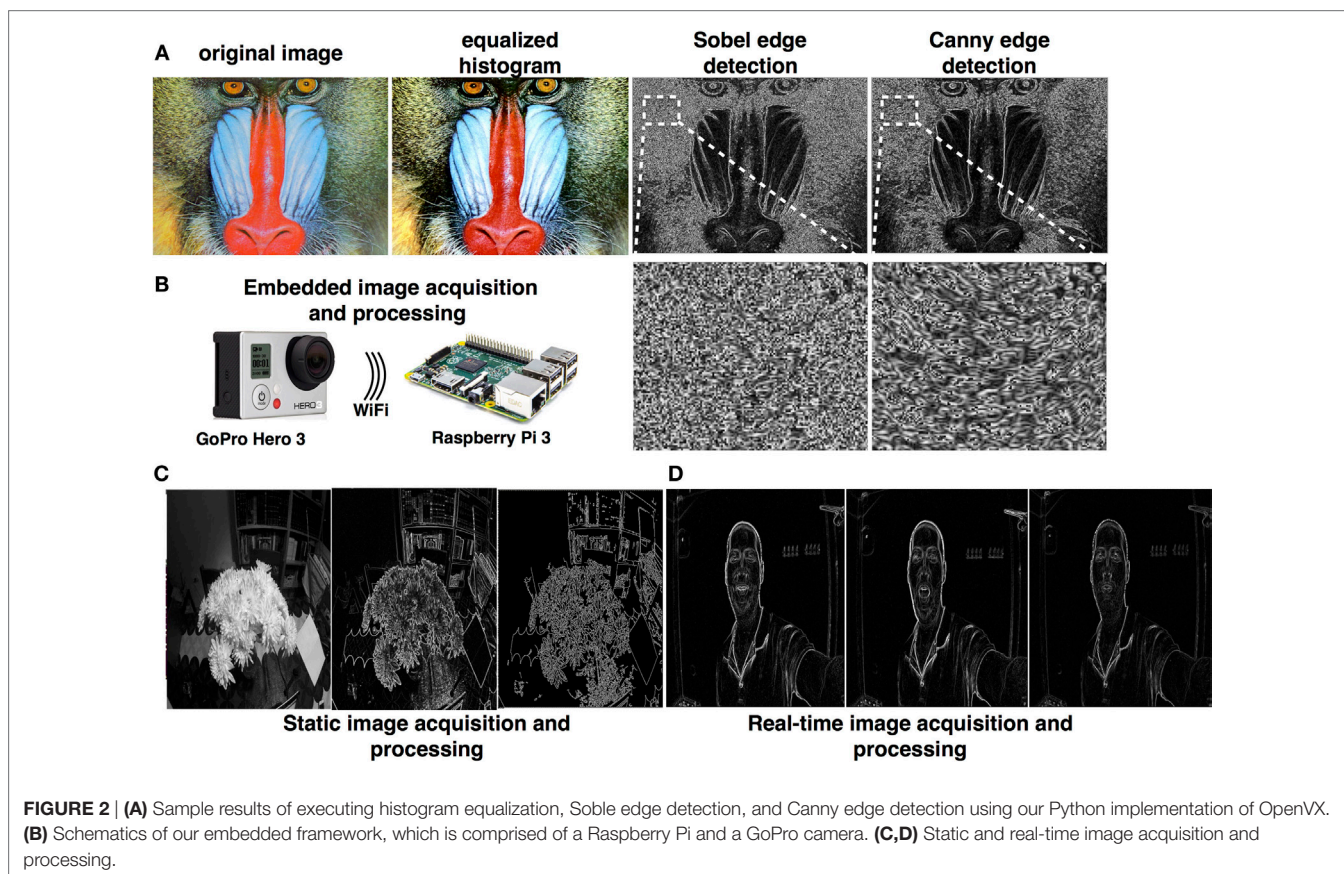 A
original image
equalized
histogram
Sobel edge
detection
Canny edge
detection
B
Embedded image acquisition
and processing
WiFi
HERO
GoPro Hero 3
Raspberry Pi 3
C
D
Static image acquisition and
processing
Real-time image acquisition and
processing
FIGURE 2 | (A) Sample results of executing histogram equalization, Soble edge detection, and Canny edge detection using our Python implementation of OpenVX.
(B) Schematics of our embedded framework, which is comprised of a Raspberry Pi and a GoPro camera. (C,D) Static and real-time image acquisition and
processing.